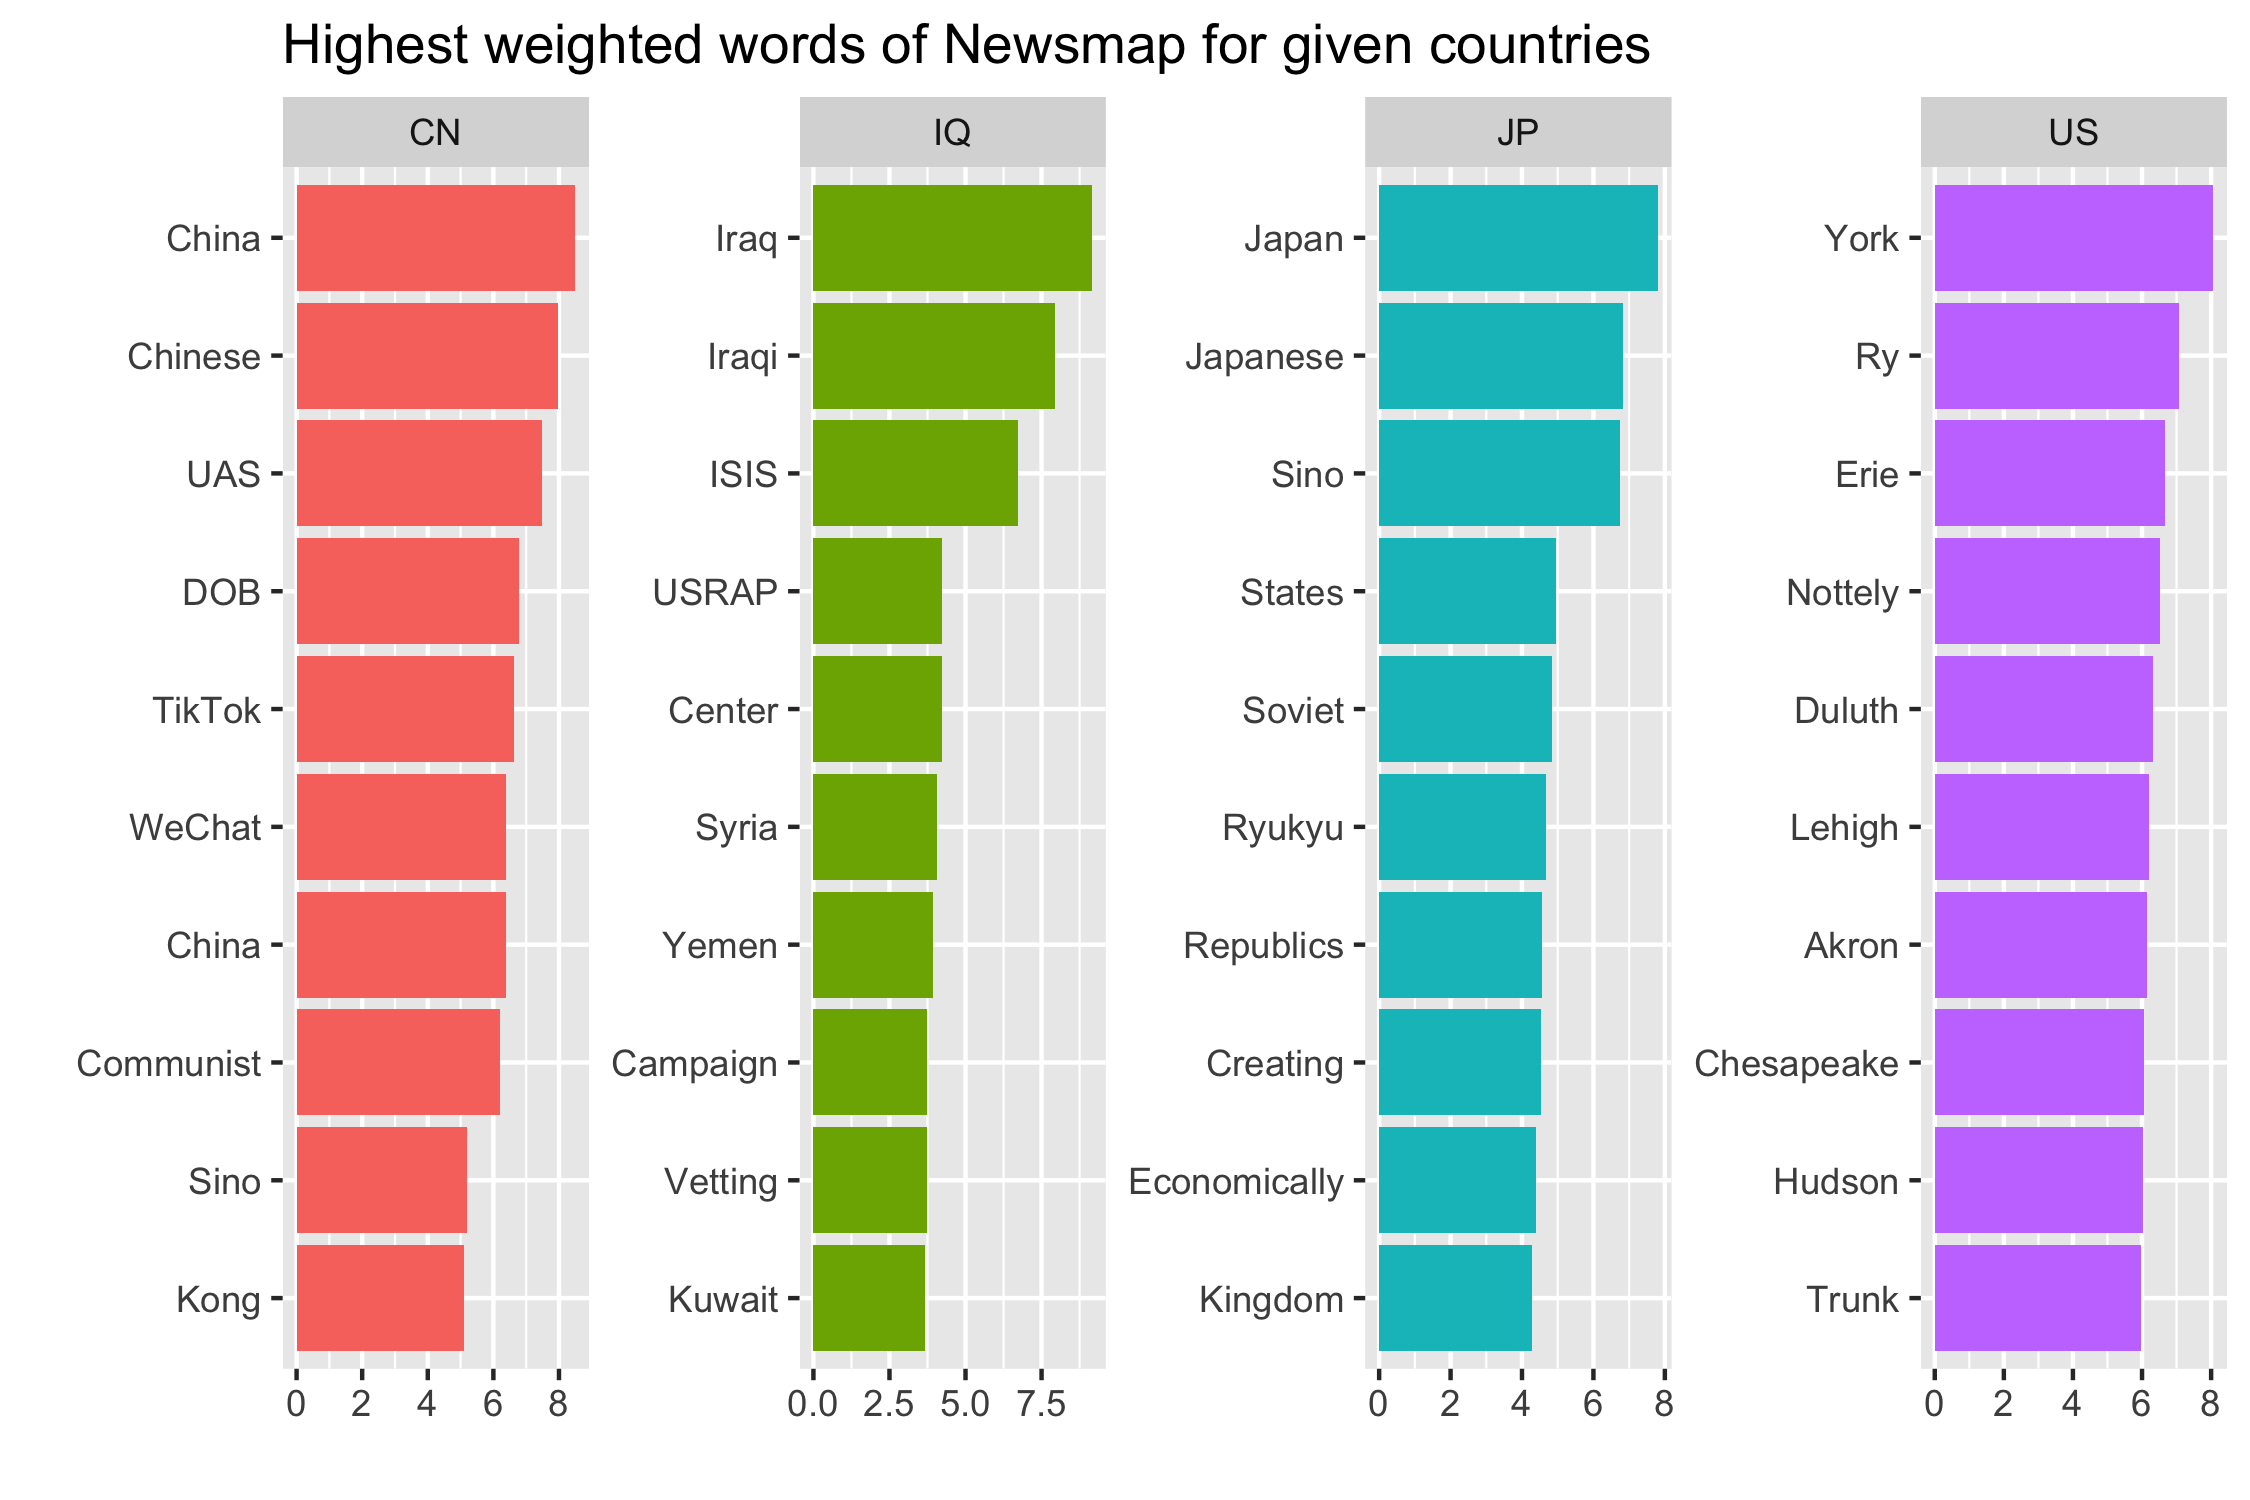 Highest weighted words of Newsmap for given countries
CN
China
Chinese
UAS
DOB
TikTok
WeChat
China
Communist
Sino
Kong
0 2 4 6 8
IQ
Iraq
Iraqi
ISIS
USRAP
Center
Syria
Yemen
Campaign
Vetting
Kuwait
0.0 2.5 5.0 7.5
JP
Japan
Japanese
Sino
States
Soviet
Ryukyu
Republics
Creating
Economically
Kingdom
0 2 4 6 8
US
York
Ry
Erie
Nottely
Duluth
Lehigh
Akron
Chesapeake
Hudson
Trunk
0 2 4 6 8